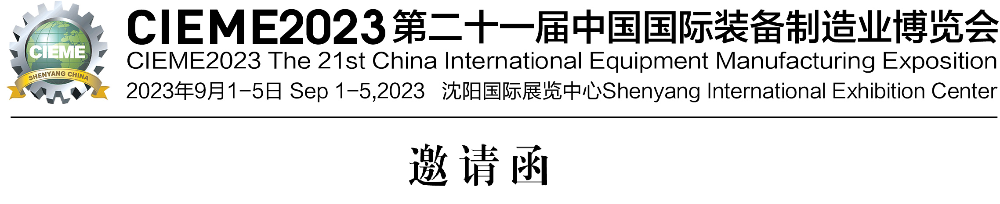 CIEME
SHENYANG CHINA
CIEME2023第二十一届中国国际装备制造业博览会
CIEME2023 The 21st China International Equipment Manufacturing Exposition
2023年9月1-5日 Sep 1-5,2023 沈阳国际展览中心Shenyang International Exhibition Center
邀请函